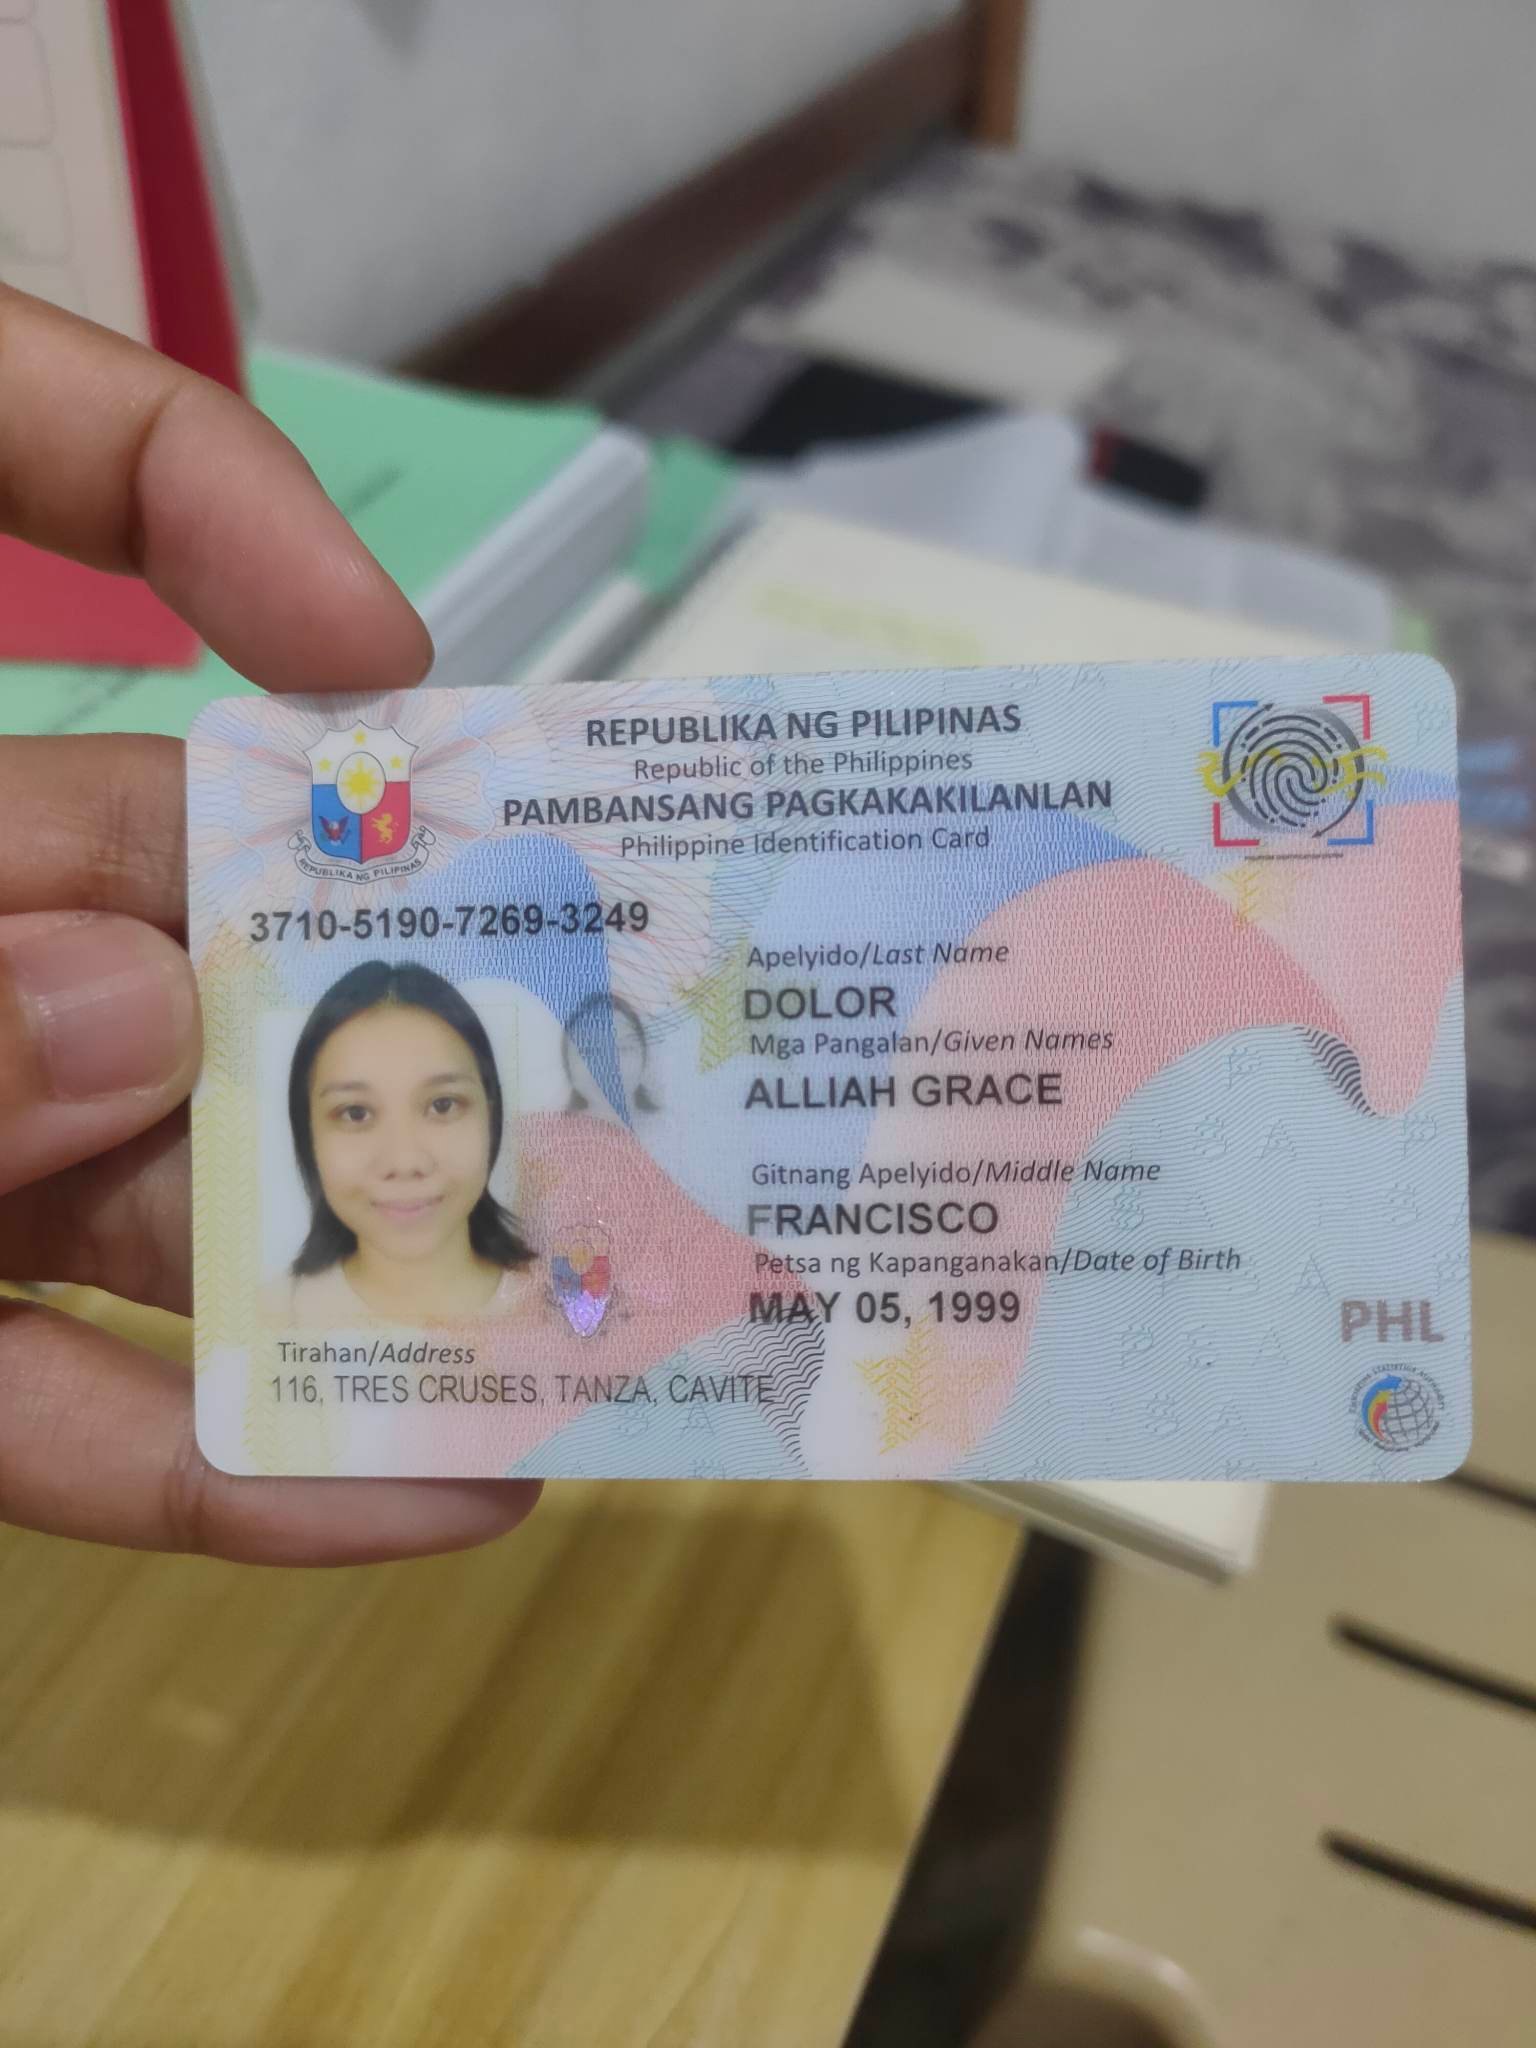 REPUBLIKA NG PILIPINAS
Republic of the Philippines
PAMBANSANG PAGKAKAKILANLAN
Philippine Identification Card
REPUBLIKA NG PILIPINAS
3710-5190-7269-3249
Apelyido/Last Name
DOLOR
Mga Pangalan/Given Names
ALLIAH GRACE
Gitnang Apelyido/Middle Name
FRANCISCO
Petsa ng Kapanganakan/Date of Birth
MAY 05, 1999
PHL
Tirahan/Address
116, TRES CRUSES, TANZA, CAVITE